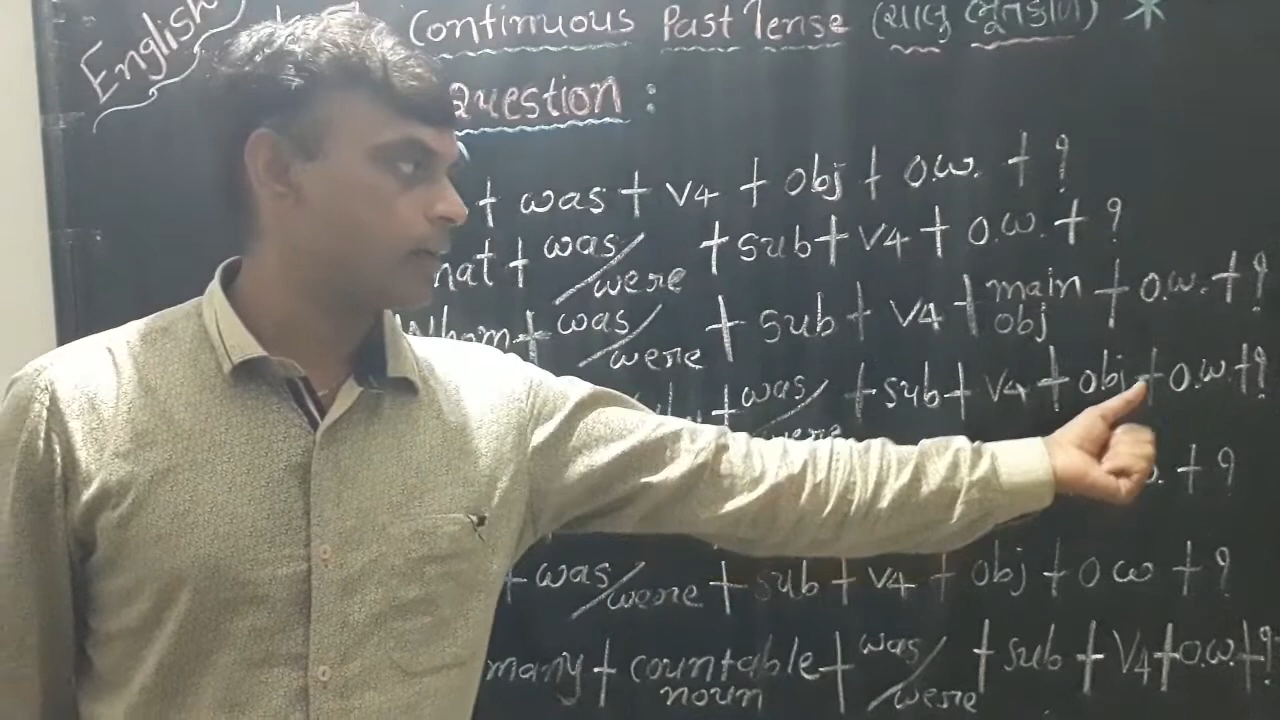 English
Continuous Past Tense (ચાલુ ભૂતકાળ) *
Question :
+ was + V4 + obj + O.W. + ?
hat + was/were + sub + V4 + O.W. + ?
Whom + was/were + sub + V4 + main obj + O.W. + ?
+ was/were + sub + V4 + obj + O.W. + ?
+ ?
+ was/were + sub + V4 + obj + O W + ?
many + countable noun + was/were + sub + V4 + O.W. + ?